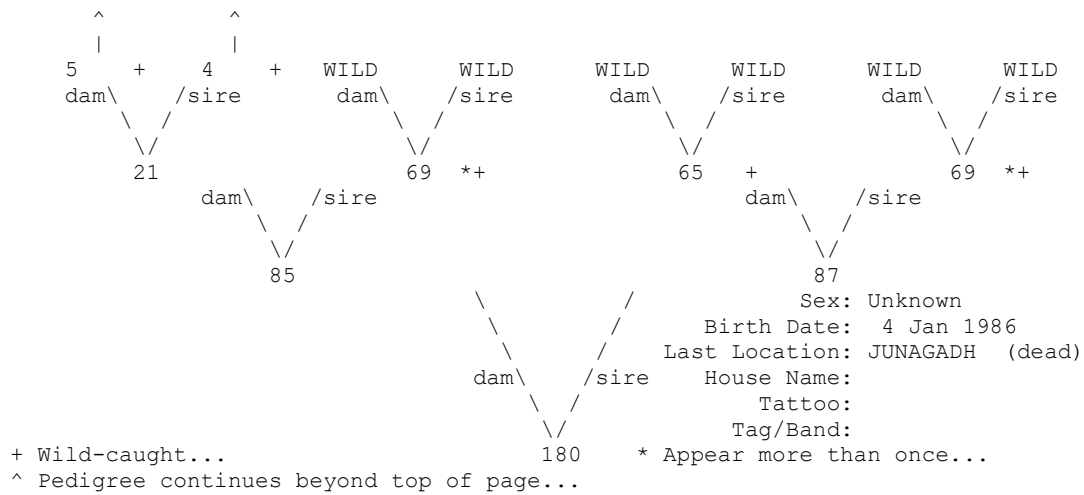 ^ ^
| |
5 + 4 + WILD WILD WILD WILD WILD WILD
dam\ /sire dam\ /sire dam\ /sire dam\ /sire
\ / \ / \ / \ /
\/ \/ \/ \/
21 69 *+ 65 + 69 *+
dam\ /sire dam\ /sire
\ / \ /
\/ \/
85 87
\ / Sex: Unknown
\ / Birth Date: 4 Jan 1986
\ / Last Location: JUNAGADH (dead)
dam\ /sire House Name:
\ / Tattoo:
\/ Tag/Band:
+ Wild-caught... 180 * Appear more than once...
^ Pedigree continues beyond top of page...